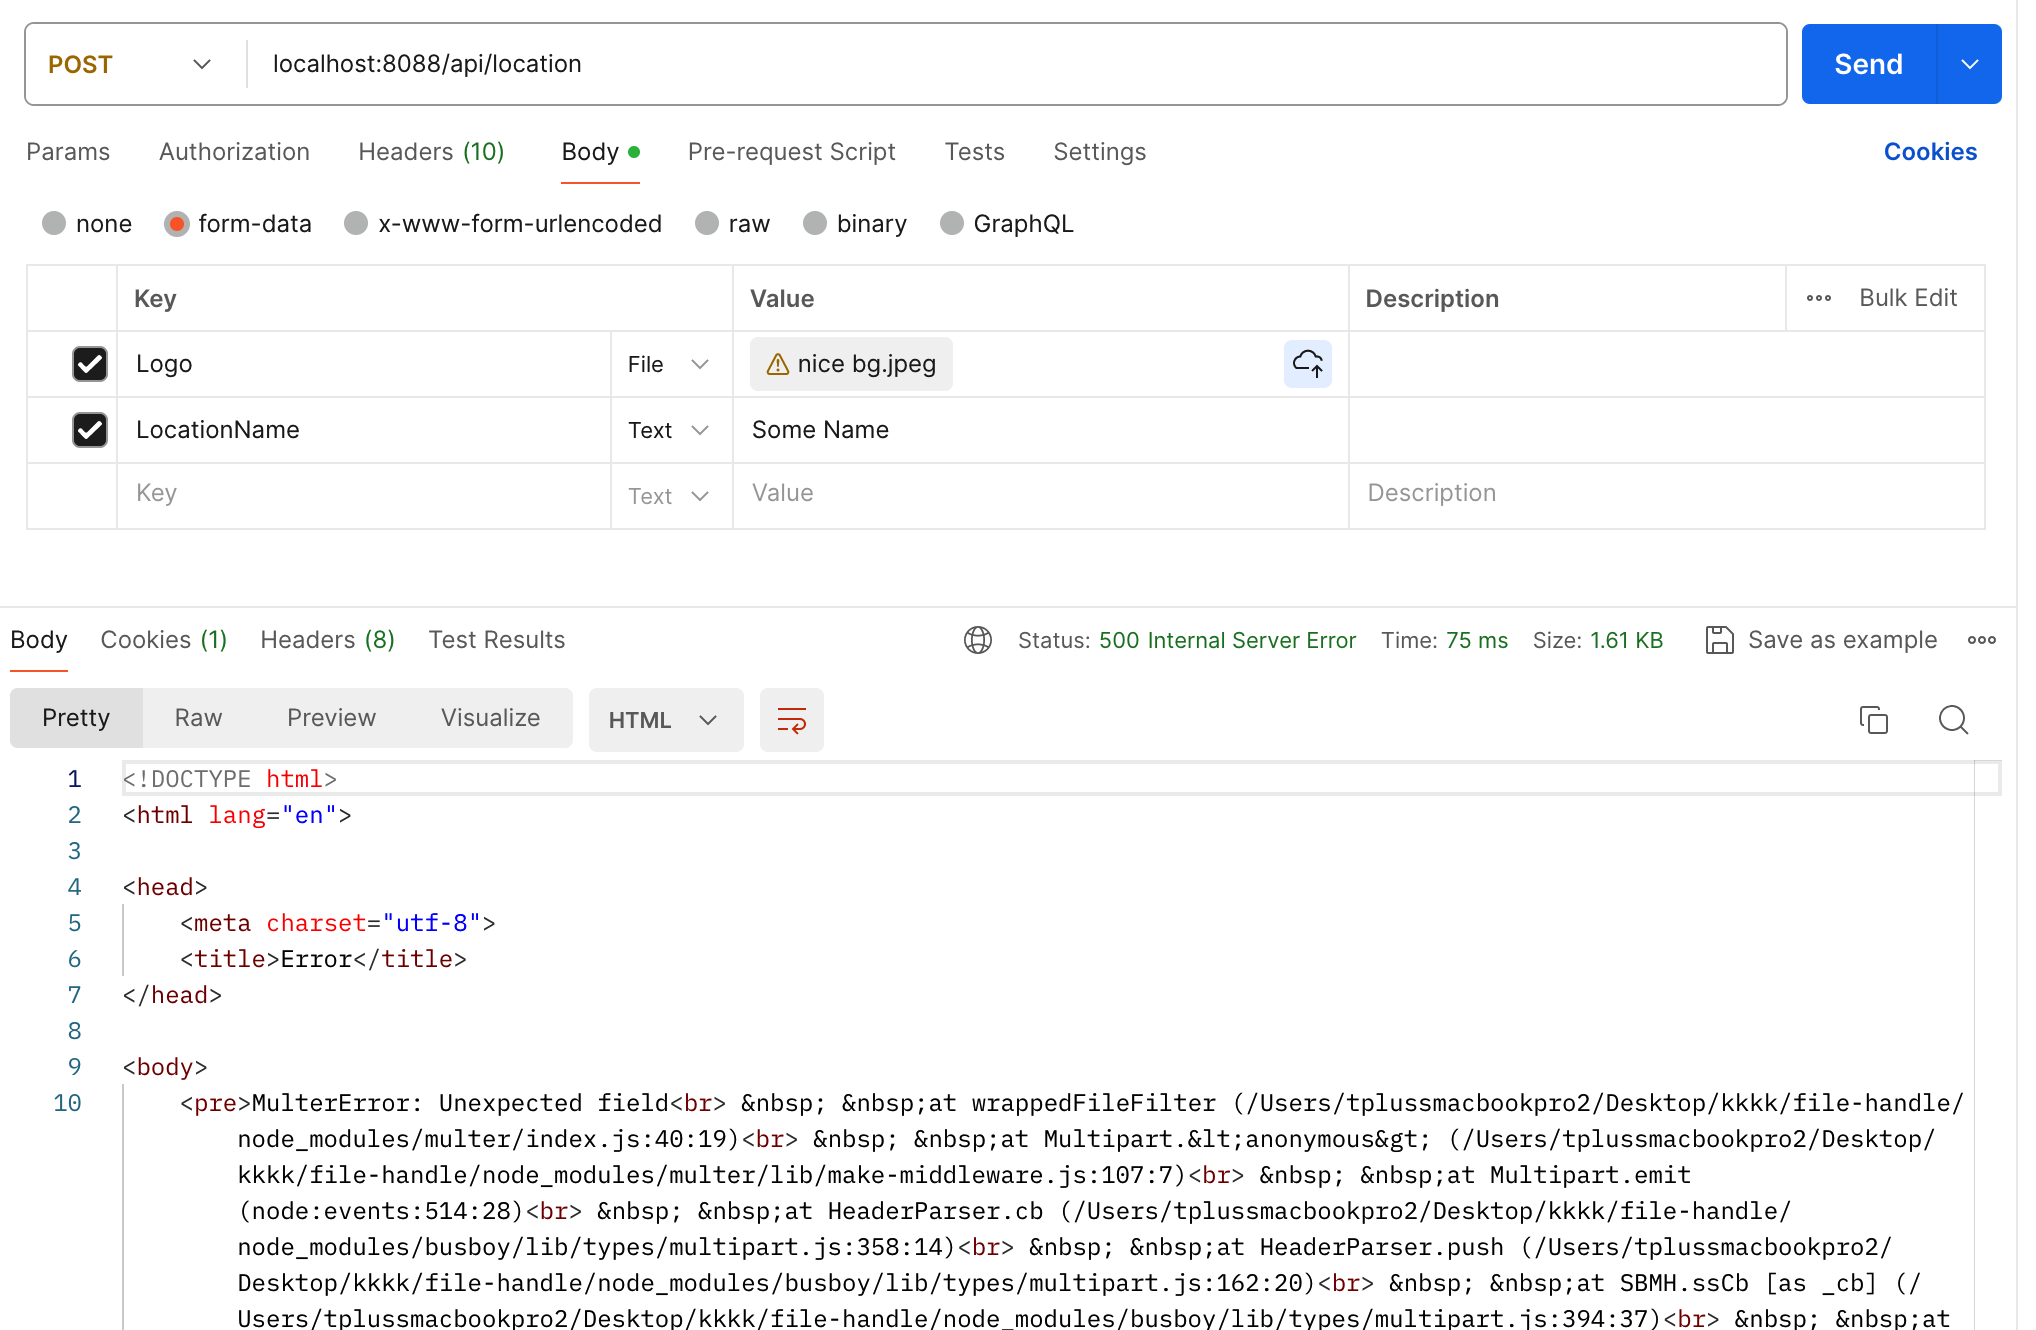 POST localhost:8088/api/location Send
Params Authorization Headers (10) Body Pre-request Script Tests Settings Cookies
none form-data x-www-form-urlencoded raw binary GraphQL
Key Value Description Bulk Edit
Logo File nice bg.jpeg
LocationName Text Some Name
Key Text Value Description
Body Cookies (1) Headers (8) Test Results Status: 500 Internal Server Error Time: 75 ms Size: 1.61 KB Save as example
Pretty Raw Preview Visualize HTML
1 <!DOCTYPE html>
2 <html lang="en">
3
4 <head>
5 <meta charset="utf-8">
6 <title>Error</title>
7 </head>
8
9 <body>
10 <pre>MulterError: Unexpected field<br> &nbsp; &nbsp;at wrappedFileFilter (/Users/tplussmacbookpro2/Desktop/kkkk/file-handle/
node_modules/multer/index.js:40:19)<br> &nbsp; &nbsp;at Multipart.&lt;anonymous&gt; (/Users/tplussmacbookpro2/Desktop/
kkkk/file-handle/node_modules/multer/lib/make-middleware.js:107:7)<br> &nbsp; &nbsp;at Multipart.emit
(node:events:514:28)<br> &nbsp; &nbsp;at HeaderParser.cb (/Users/tplussmacbookpro2/Desktop/kkkk/file-handle/
node_modules/busboy/lib/types/multipart.js:358:14)<br> &nbsp; &nbsp;at HeaderParser.push (/Users/tplussmacbookpro2/
Desktop/kkkk/file-handle/node_modules/busboy/lib/types/multipart.js:162:20)<br> &nbsp; &nbsp;at SBMH.ssCb [as _cb] (/
Users/tplussmacbookpro2/Desktop/kkkk/file-handle/node_modules/busboy/lib/types/multipart.js:394:37)<br> &nbsp; &nbsp;at